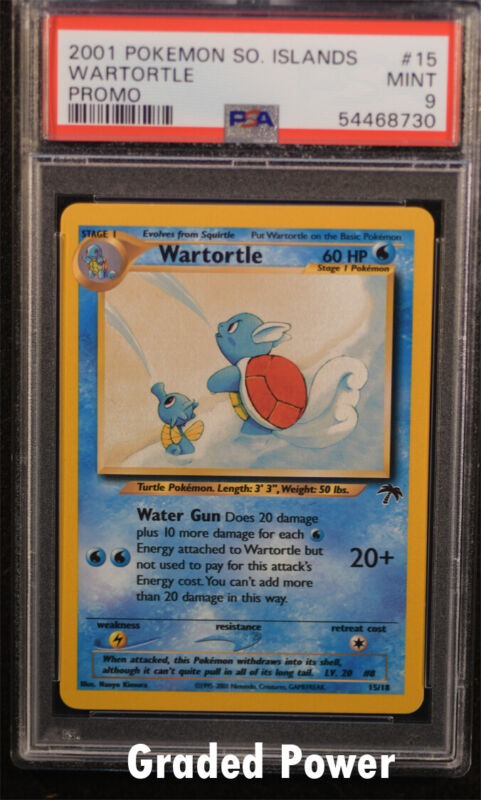 2001 POKEMON SO. ISLANDS #15
WARTORTLE MINT
PROMO 9
PSA 54468730
STAGE 1 Evolves from Squirtle Put Wartortle on the Basic Pokémon
Wartortle 60 HP
Stage 1 Pokémon
Turtle Pokémon. Length: 3' 3", Weight: 50 lbs.
Water Gun Does 20 damage
plus 10 more damage for each
Energy attached to Wartortle but
not used to pay for this attack's
Energy cost. You can't add more
than 20 damage in this way.
20+
weakness resistance retreat cost
When attacked, this Pokémon withdraws into its shell,
although it can't quite pull in all of its long tail. LV. 20 #8
Illus. Naoyo Kimura ©1995-2001 Nintendo, Creatures, GAMEFREAK. 15/18
Graded Power